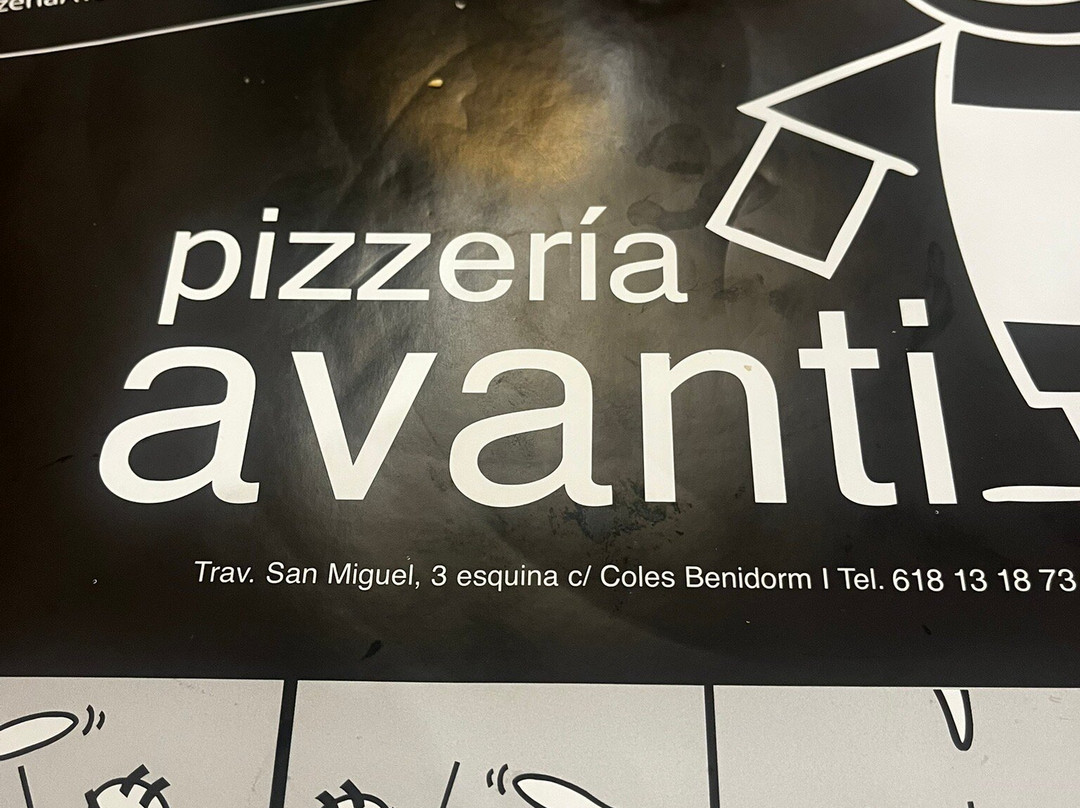 pizzería
avanti
Trav. San Miguel, 3 esquina c/ Coles Benidorm I Tel. 618 13 18 73